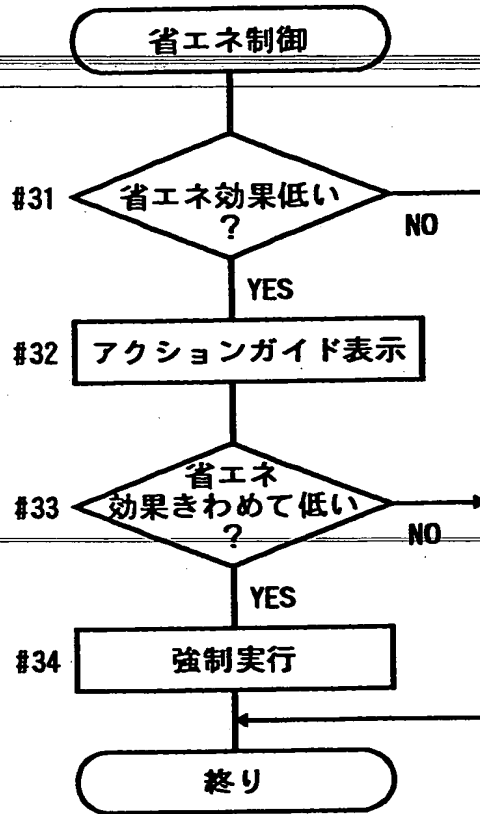 省エネ制御
#31
省エネ効果低い
?
NO
YES
#32
アクションガイド表示
省エネ
#33
効果きわめて低い
?
NO
YES
#34
強制実行
終り